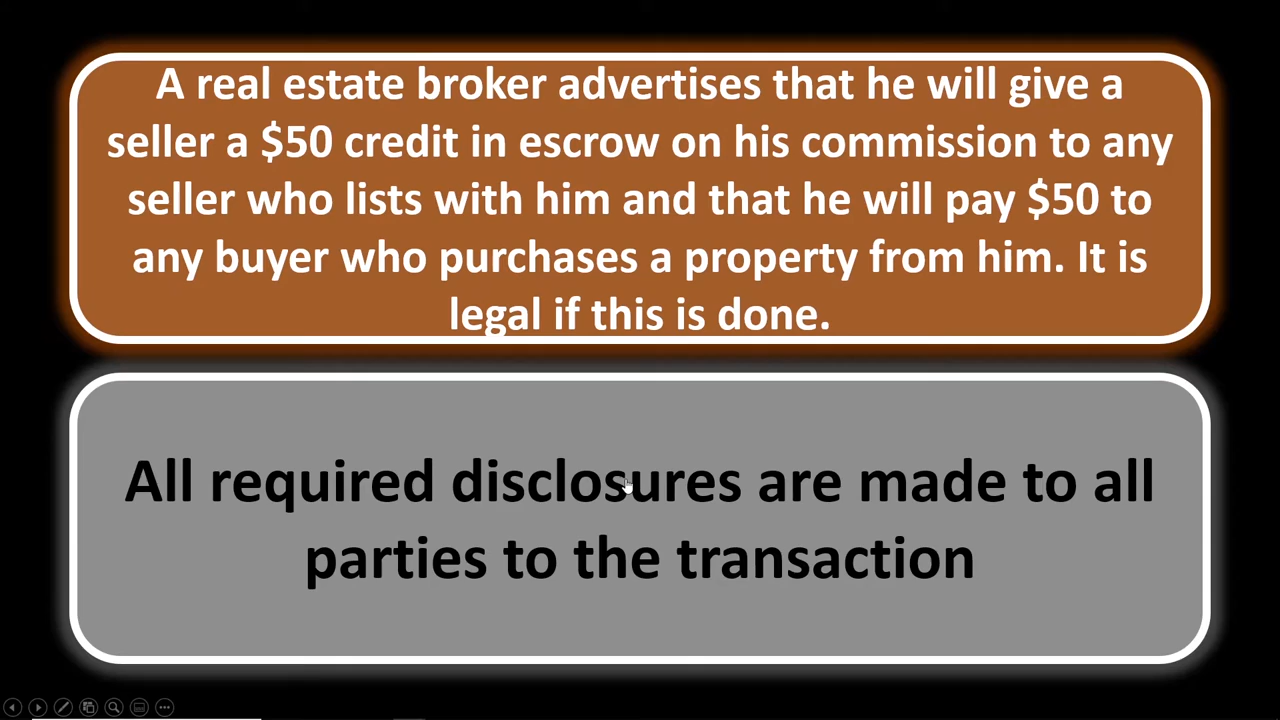 A real estate broker advertises that he will give a
seller a $50 credit in escrow on his commission to any
seller who lists with him and that he will pay $50 to
any buyer who purchases a property from him. It is
legal if this is done.
All required disclosures are made to all
parties to the transaction